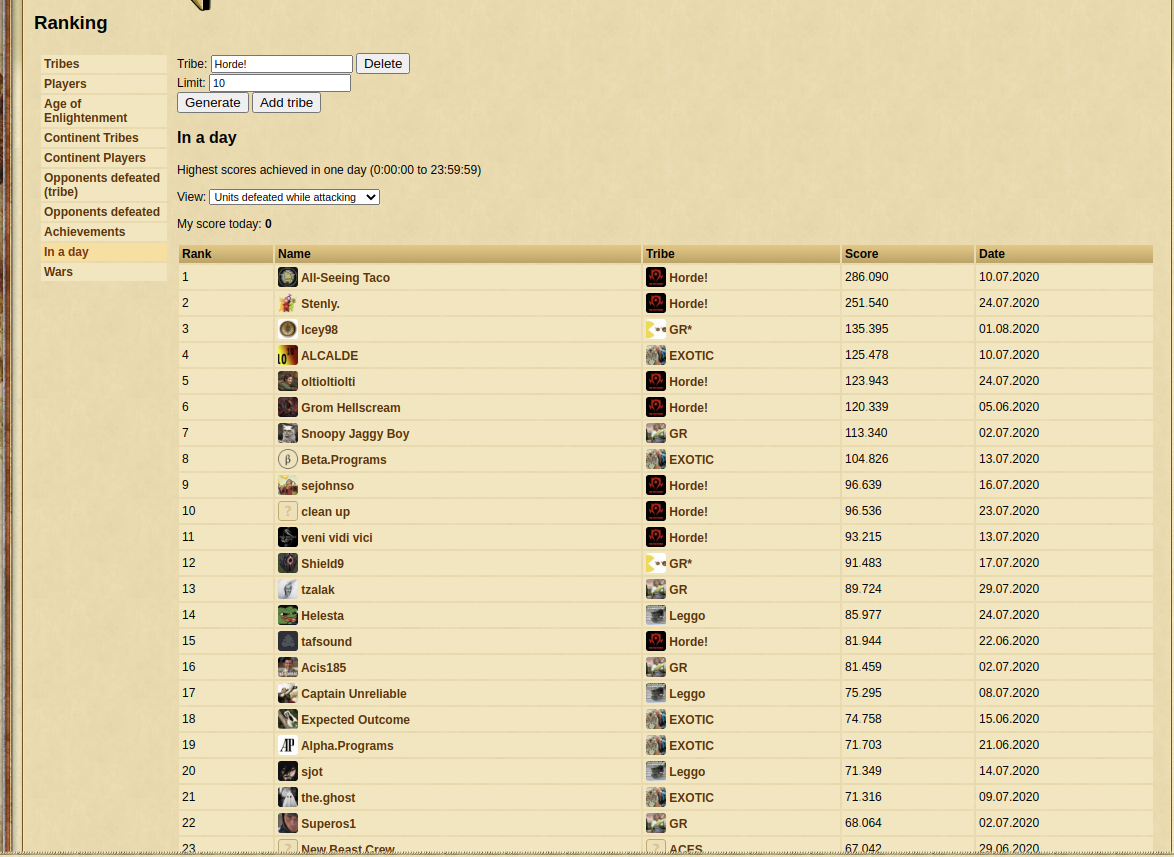 Ranking
Tribes
Players
Age of
Enlightenment
Continent Tribes
Continent Players
Opponents defeated
(tribe)
Opponents defeated
Achievements
In a day
Wars
Tribe: Horde! Delete
Limit: 10
Generate Add tribe
In a day
Highest scores achieved in one day (0:00:00 to 23:59:59)
View: Units defeated while attacking
My score today: 0
Rank Name Tribe Score Date
1 All-Seeing Taco Horde! 286.090 10.07.2020
2 Stenly. Horde! 251.540 24.07.2020
3 Icey98 GR* 135.395 01.08.2020
4 ALCALDE EXOTIC 125.478 10.07.2020
5 oltioltiolti Horde! 123.943 24.07.2020
6 Grom Hellscream Horde! 120.339 05.06.2020
7 Snoopy Jaggy Boy GR 113.340 02.07.2020
8 β Beta.Programs EXOTIC 104.826 13.07.2020
9 sejohnso Horde! 96.639 16.07.2020
10 ? clean up Horde! 96.536 23.07.2020
11 veni vidi vici Horde! 93.215 13.07.2020
12 Shield9 GR* 91.483 17.07.2020
13 tzalak GR 89.724 29.07.2020
14 Helesta Leggo 85.977 24.07.2020
15 tafsound Horde! 81.944 22.06.2020
16 Acis185 GR 81.459 02.07.2020
17 Captain Unreliable Leggo 75.295 08.07.2020
18 Expected Outcome EXOTIC 74.758 15.06.2020
19 AP Alpha.Programs EXOTIC 71.703 21.06.2020
20 sjot Leggo 71.349 14.07.2020
21 the.ghost EXOTIC 71.316 09.07.2020
22 Superos1 GR 68.064 02.07.2020
23 ? New Beast Crew ? ACES 67.042 29.06.2020